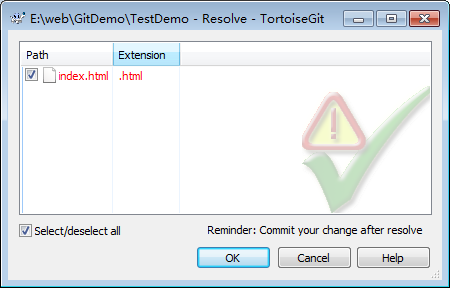 E:\web\GitDemo\TestDemo - Resolve - TortoiseGit
Path Extension
index.html .html
Select/deselect all Reminder: Commit your change after resolve
OK Cancel Help